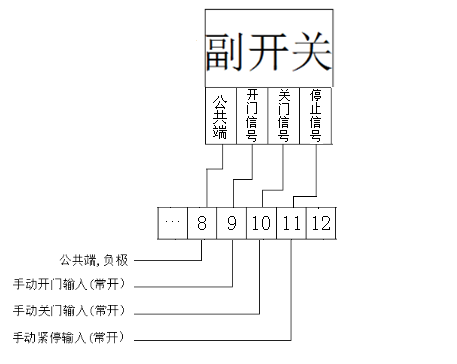 副开关
公共端 开门信号 关门信号 停止信号
… 8 9 10 11 12
公共端,负极
手动开门输入(常开)
手动关门输入(常开)
手动紧停输入(常开)